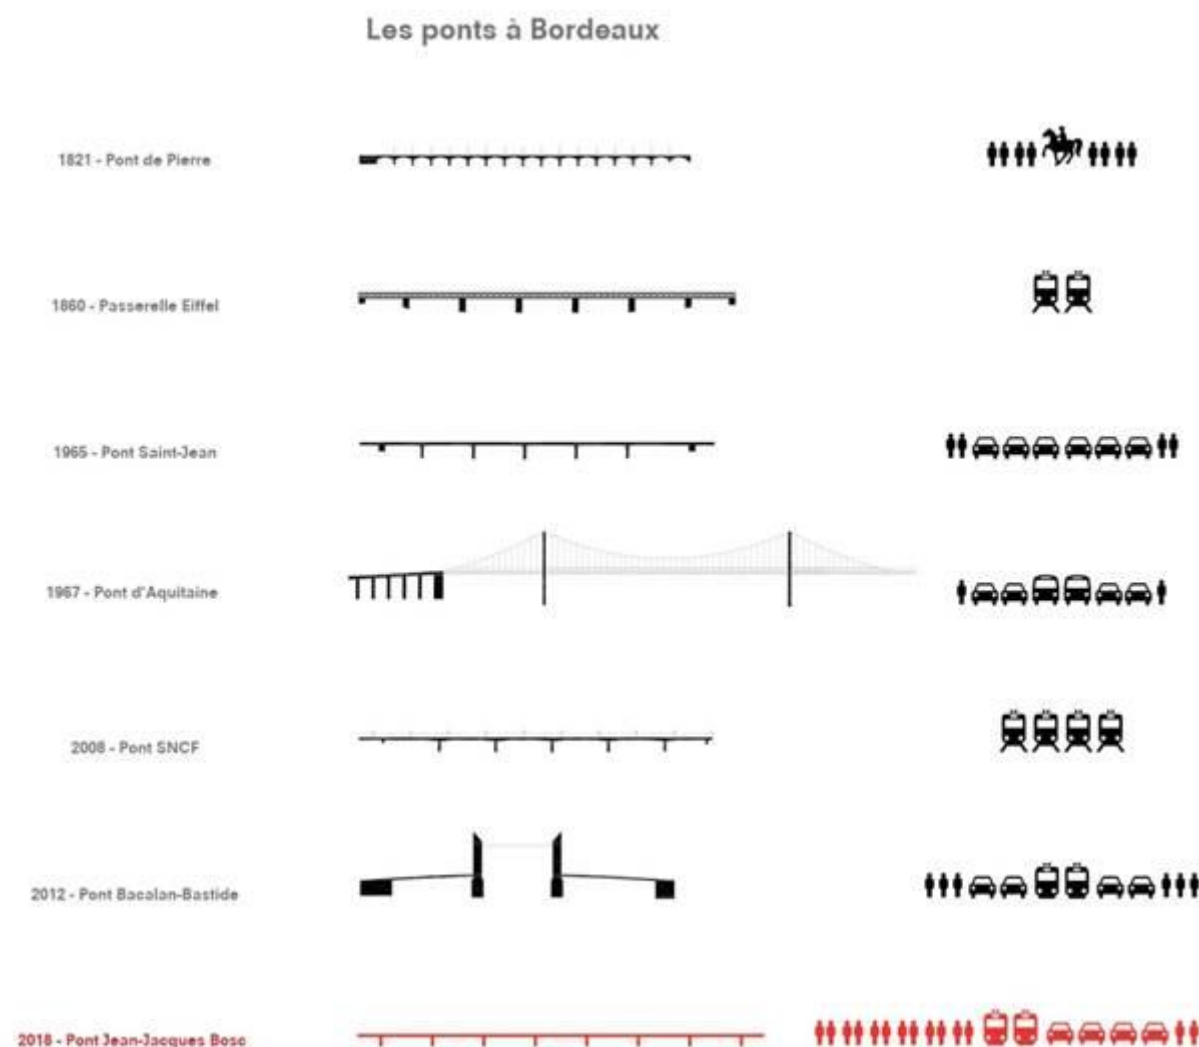 Les ponts à Bordeaux
1821 - Pont de Pierre
1860 - Passerelle Eiffel
1965 - Pont Saint-Jean
1967 - Pont d'Aquitaine
2008 - Pont SNCF
2012 - Pont Bacalan-Bastide
2018 - Pont Jean-Jacques Bosc